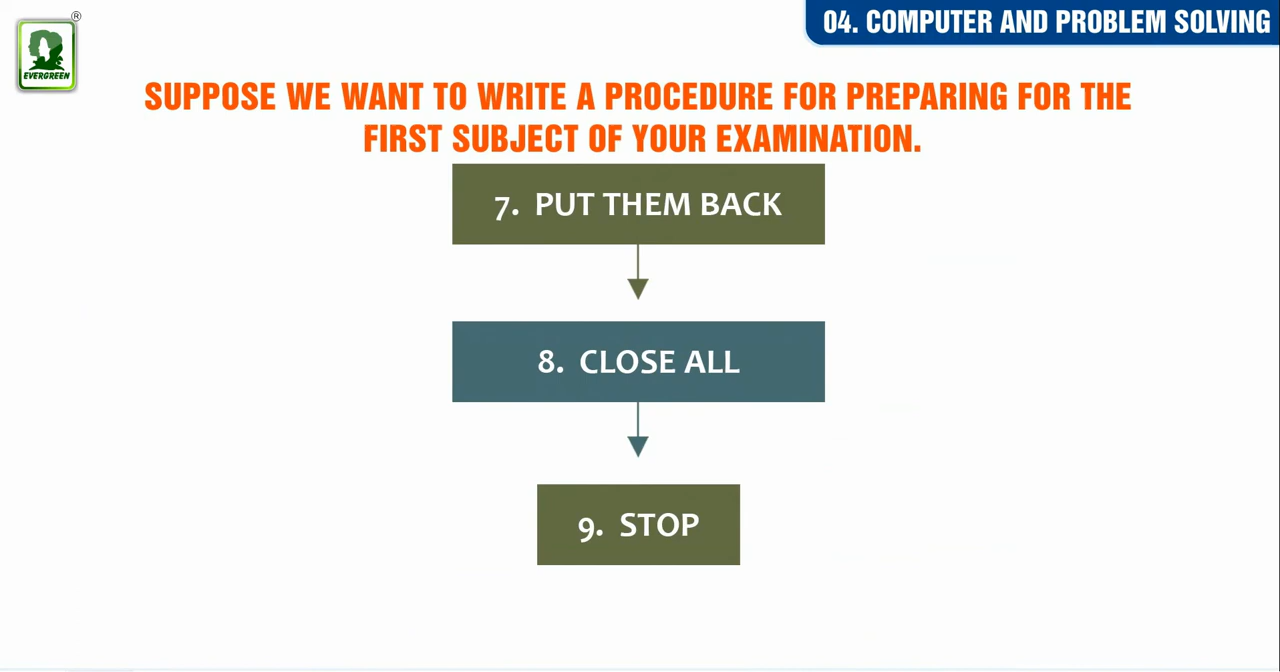 ®
EVERGREEN
04. COMPUTER AND PROBLEM SOLVING
SUPPOSE WE WANT TO WRITE A PROCEDURE FOR PREPARING FOR THE
FIRST SUBJECT OF YOUR EXAMINATION.
7. PUT THEM BACK
8. CLOSE ALL
9. STOP